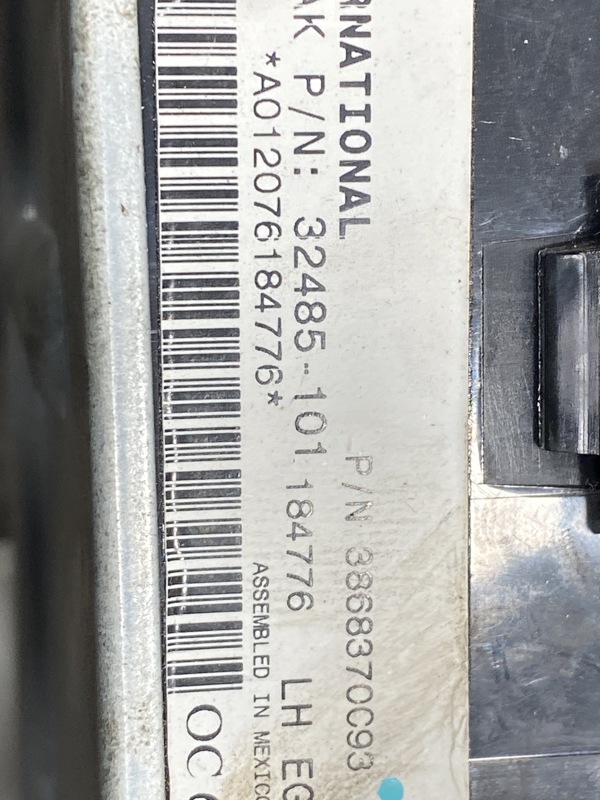 RNATIONAL P/N 3868370C93
AK P/N: 32485-101 184776 LH EG
*A012076184776* ASSEMBLED IN MEXICO
OC